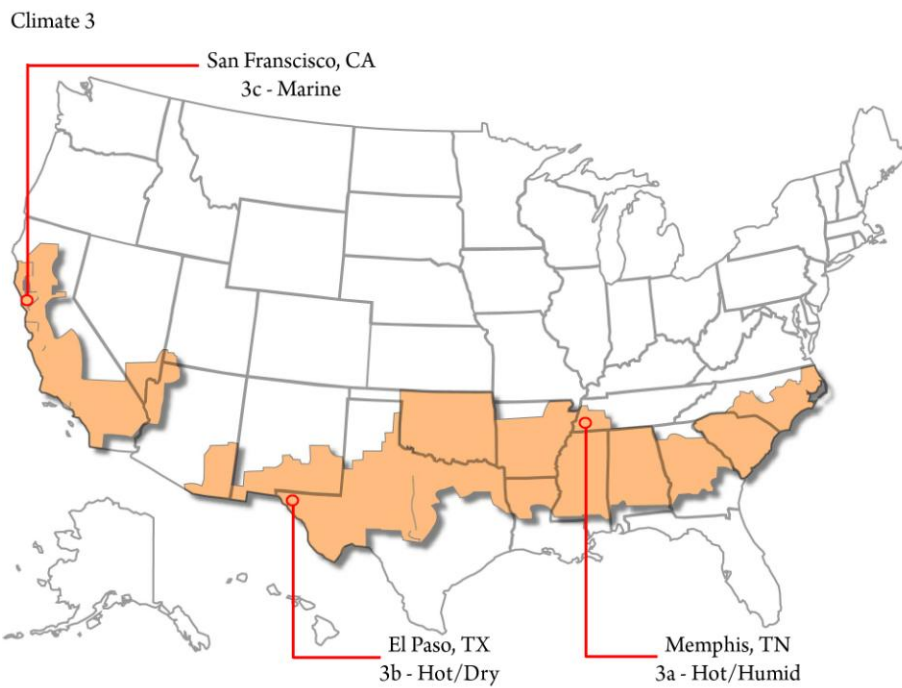 Climate 3
San Franscisco, CA
3c - Marine
El Paso, TX
3b - Hot/Dry
Memphis, TN
3a - Hot/Humid